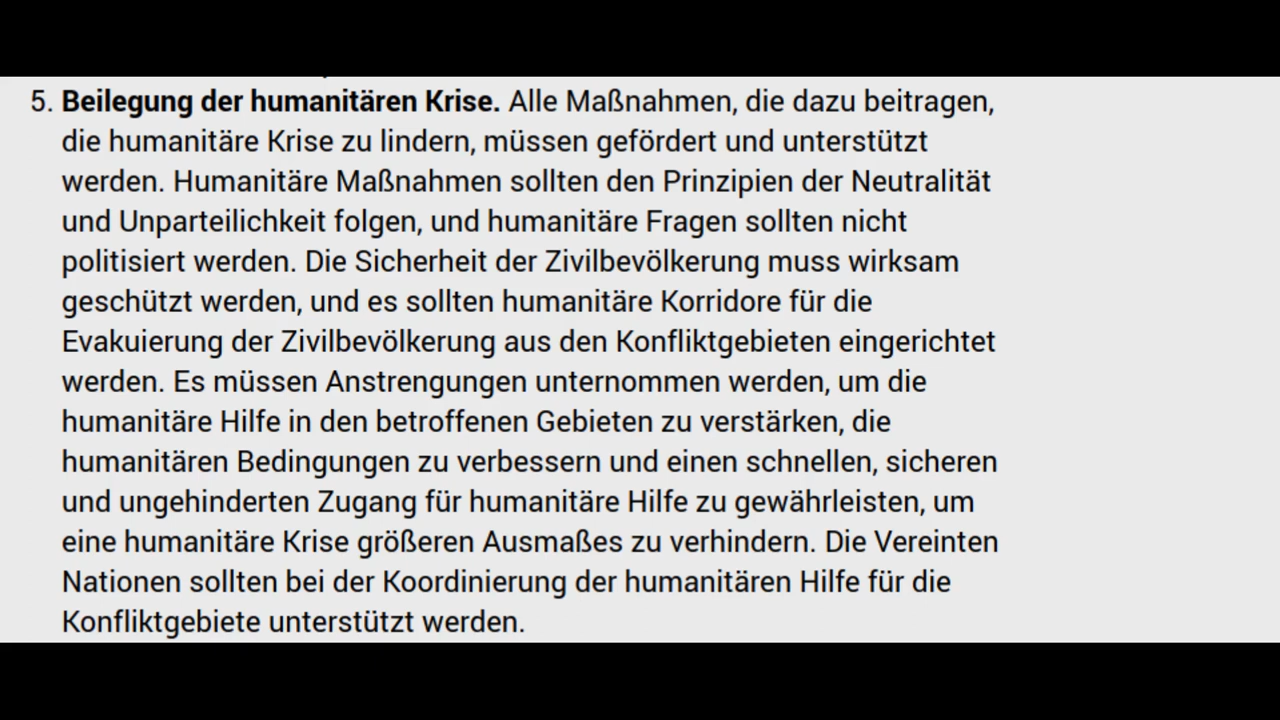 5. Beilegung der humanitären Krise. Alle Maßnahmen, die dazu beitragen,
die humanitäre Krise zu lindern, müssen gefördert und unterstützt
werden. Humanitäre Maßnahmen sollten den Prinzipien der Neutralität
und Unparteilichkeit folgen, und humanitäre Fragen sollten nicht
politisiert werden. Die Sicherheit der Zivilbevölkerung muss wirksam
geschützt werden, und es sollten humanitäre Korridore für die
Evakuierung der Zivilbevölkerung aus den Konfliktgebieten eingerichtet
werden. Es müssen Anstrengungen unternommen werden, um die
humanitäre Hilfe in den betroffenen Gebieten zu verstärken, die
humanitären Bedingungen zu verbessern und einen schnellen, sicheren
und ungehinderten Zugang für humanitäre Hilfe zu gewährleisten, um
eine humanitäre Krise größeren Ausmaßes zu verhindern. Die Vereinten
Nationen sollten bei der Koordinierung der humanitären Hilfe für die
Konfliktgebiete unterstützt werden.